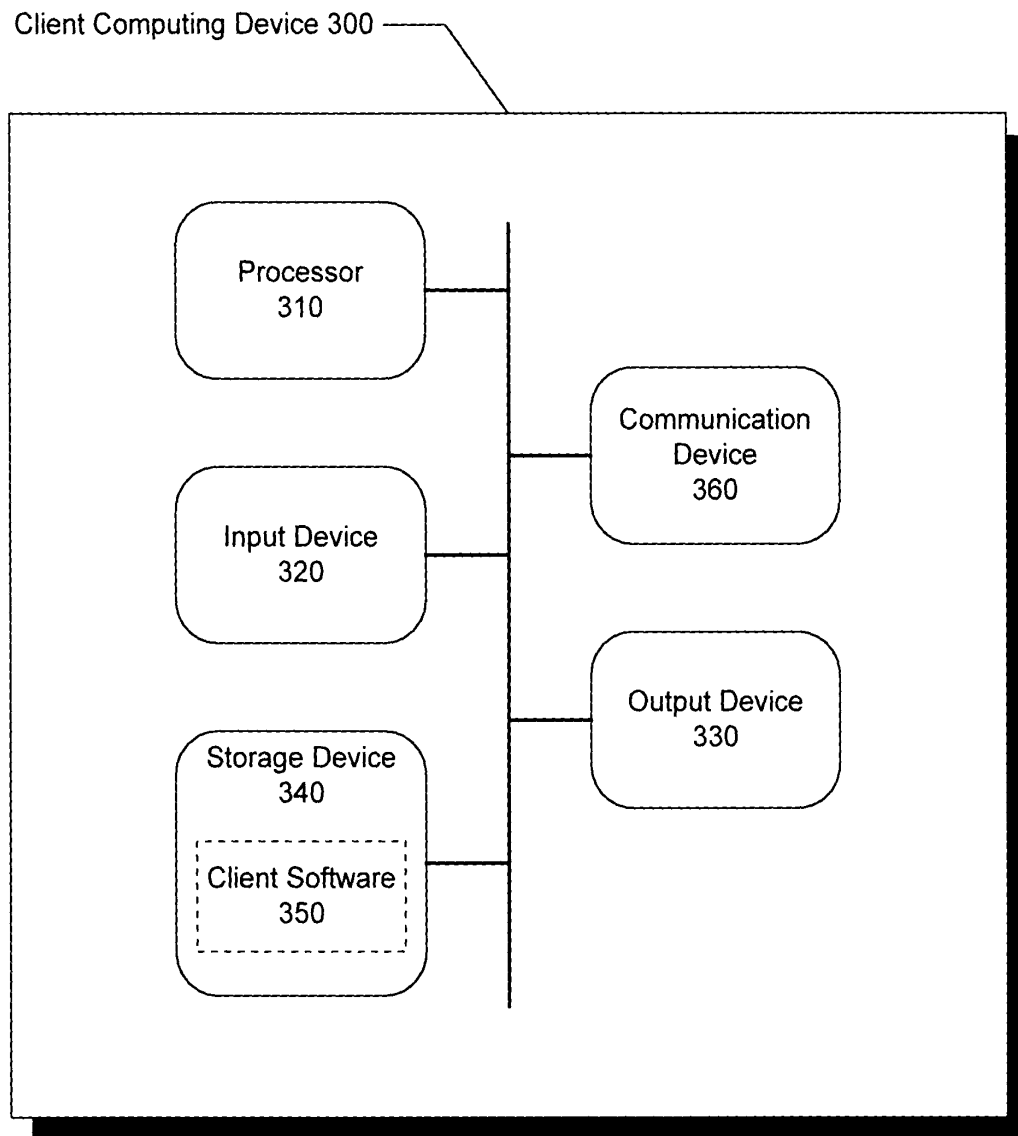 Client Computing Device 300
Processor
310
Communication
Device
360
Input Device
320
Output Device
330
Storage Device
340
Client Software
350